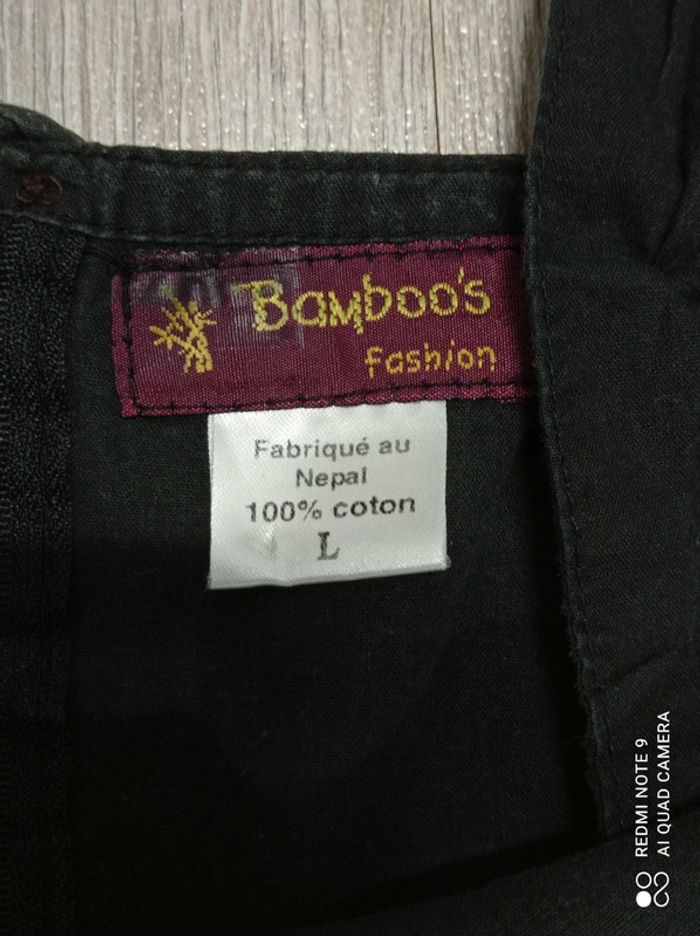 Bamboo's
fashion
Fabriqué au
Nepal
100% coton
L
REDMI NOTE 9
AI QUAD CAMERA